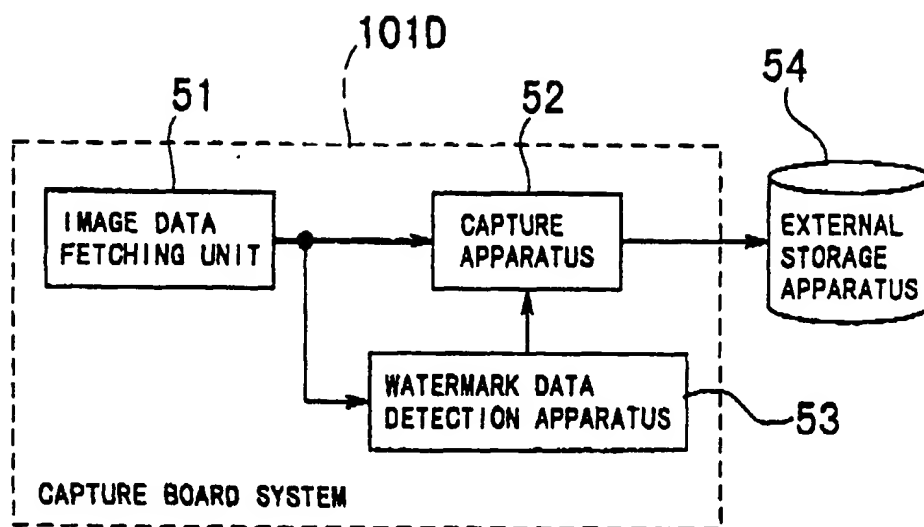 101D
51
52
54
IMAGE DATA
FETCHING UNIT
CAPTURE
APPARATUS
EXTERNAL
STORAGE
APPARATUS
WATERMARK DATA
DETECTION APPARATUS
53
CAPTURE BOARD SYSTEM